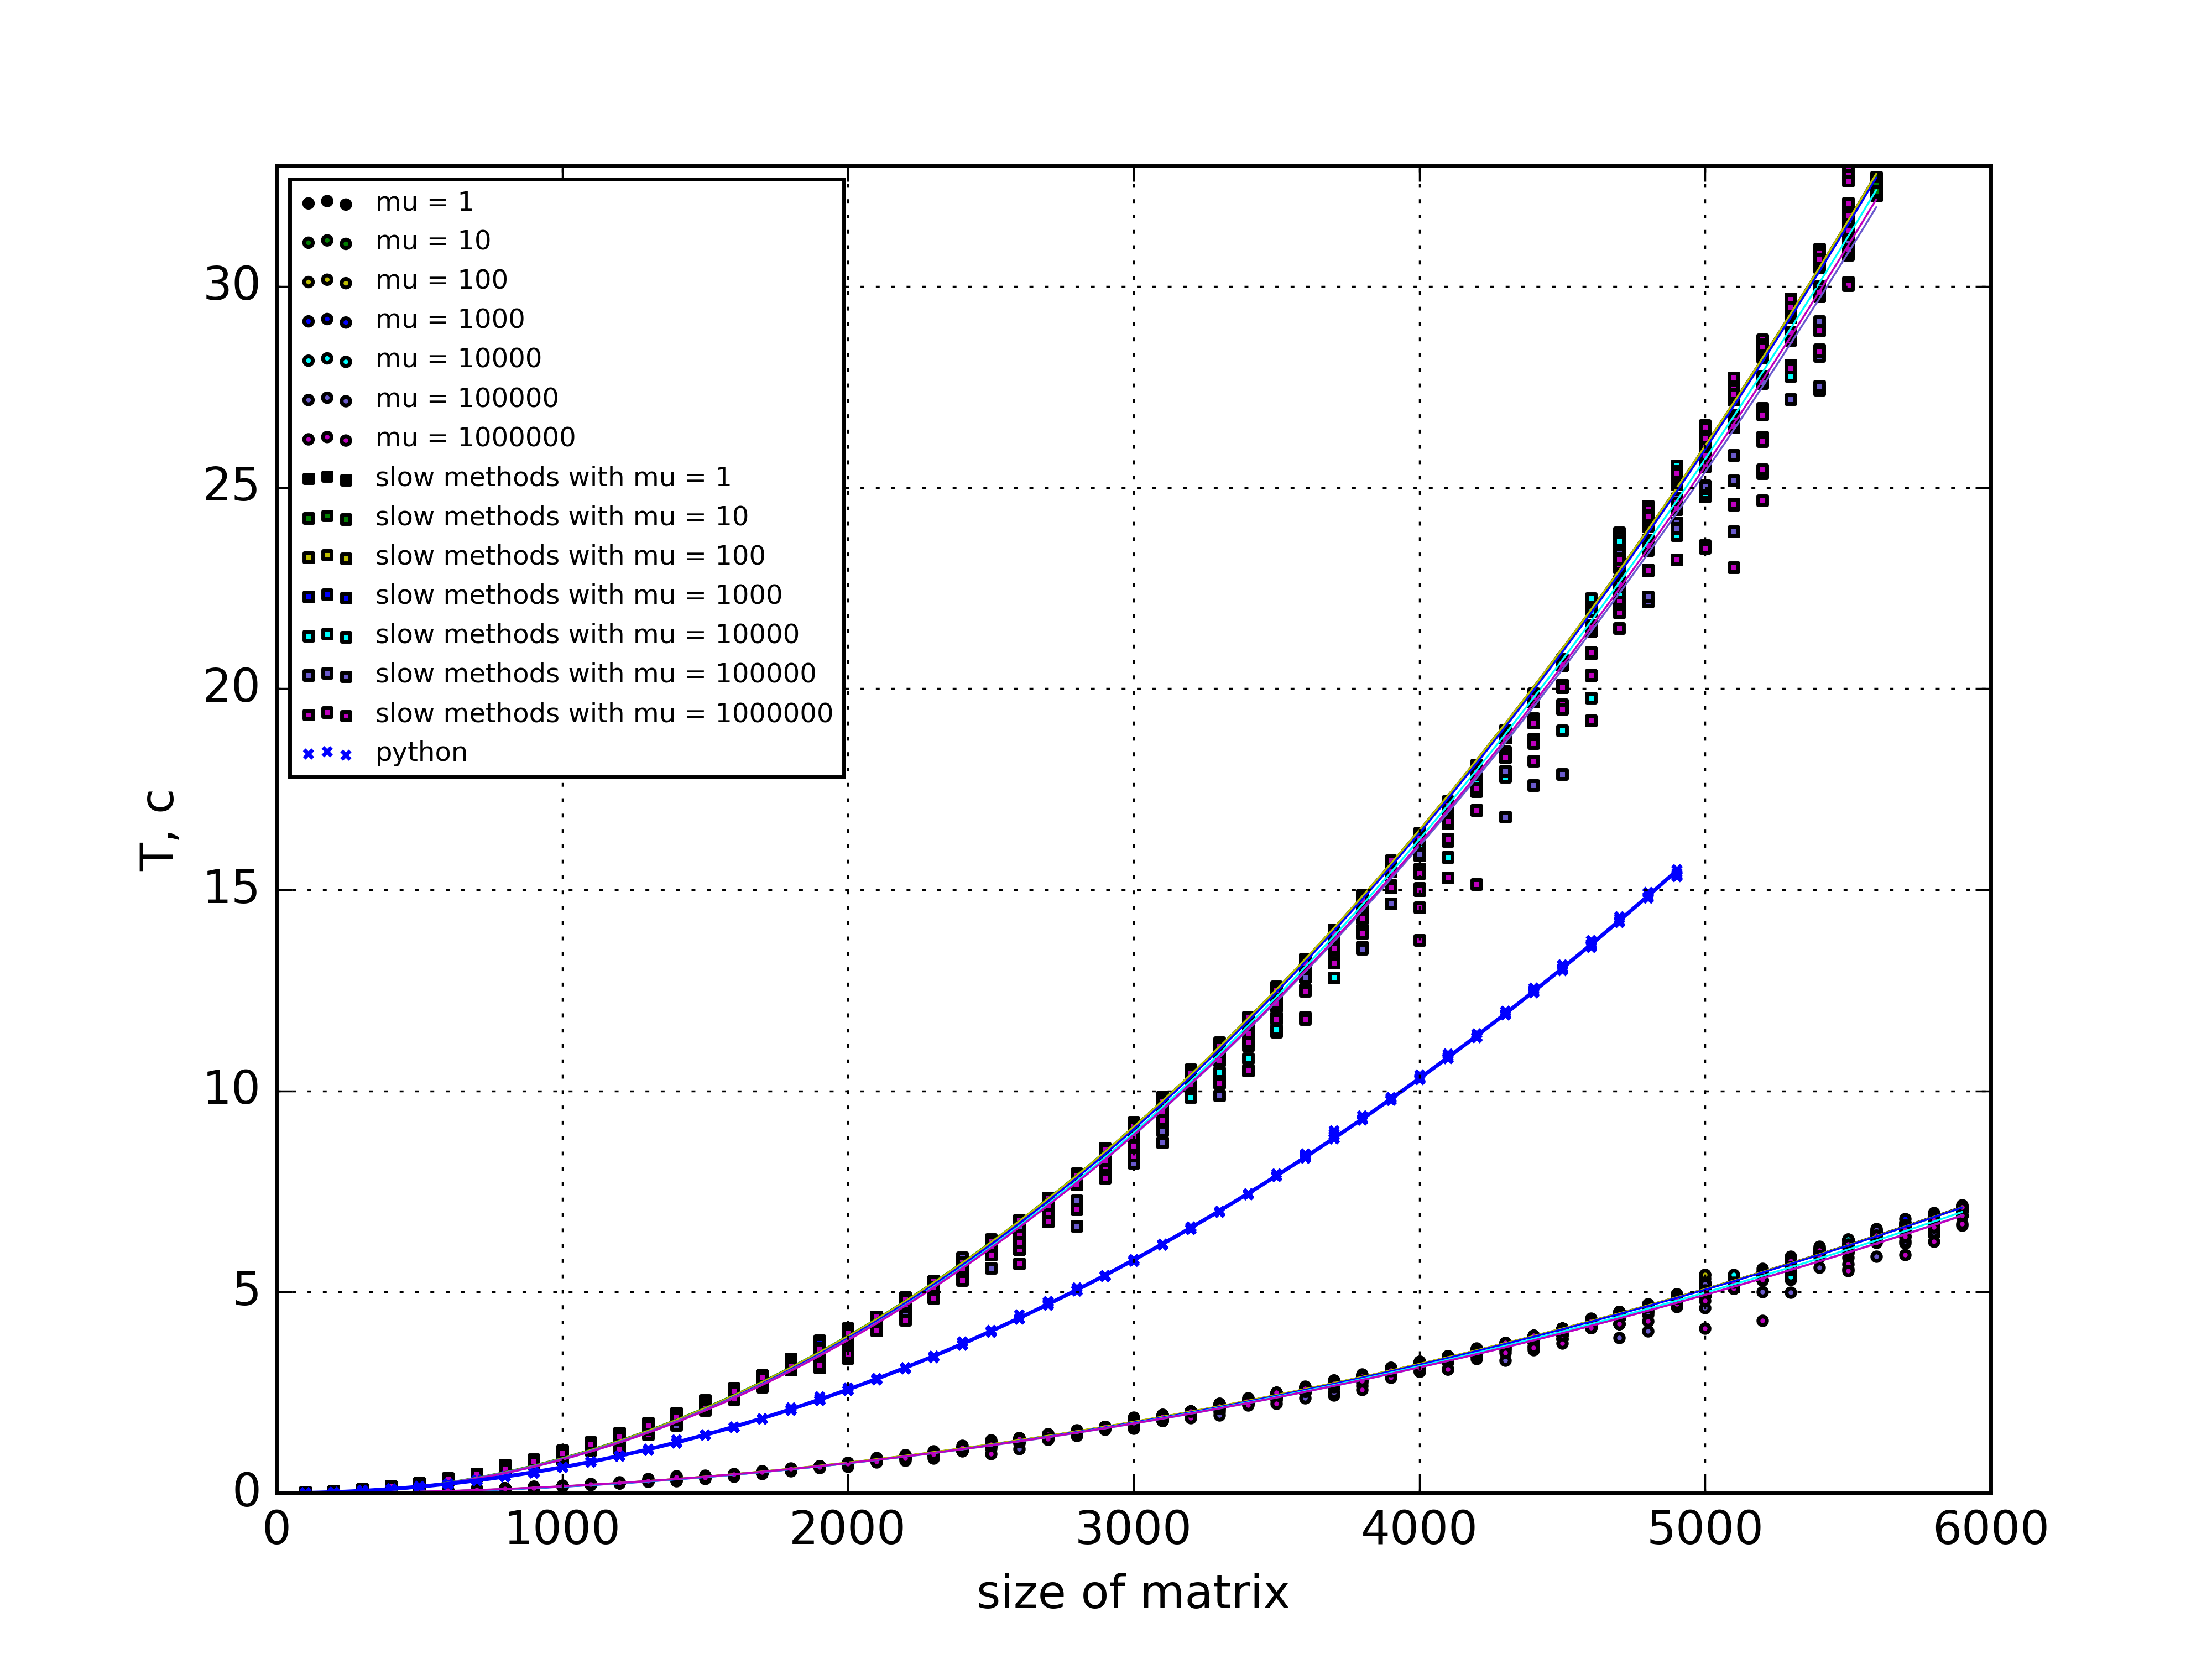 mu = 1
mu = 10
mu = 100
mu = 1000
mu = 10000
mu = 100000
mu = 1000000
slow methods with mu = 1
slow methods with mu = 10
slow methods with mu = 100
slow methods with mu = 1000
slow methods with mu = 10000
slow methods with mu = 100000
slow methods with mu = 1000000
python
30
25
20
15
10
5
0
T, c
0 1000 2000 3000 4000 5000 6000
size of matrix